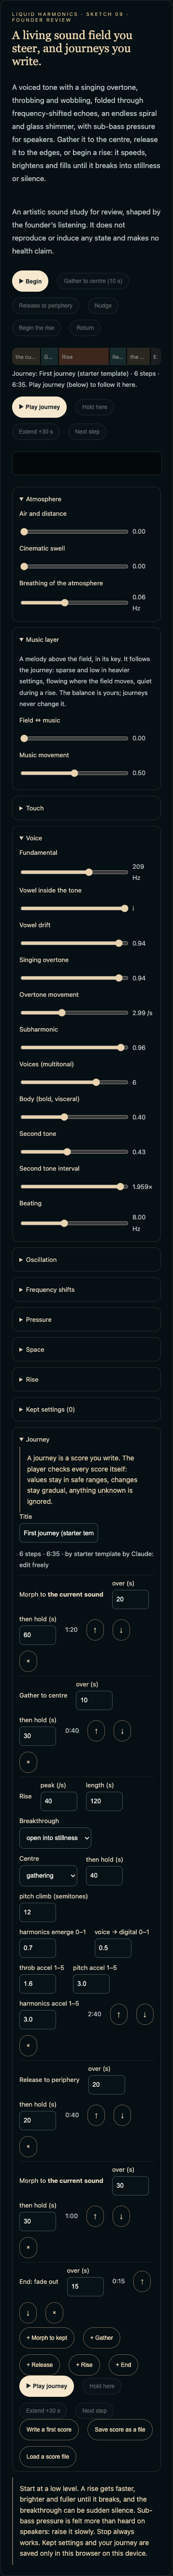 LIQUID HARMONICS · SKETCH 09 ·
FOUNDER REVIEW
A living sound field you
steer, and journeys you
write.
A voiced tone with a singing overtone,
throbbing and wobbling, folded through
frequency-shifted echoes, an endless spiral
and glass shimmer, with sub-bass pressure
for speakers. Gather it to the centre, release
it to the edges, or begin a rise: it speeds,
brightens and fills until it breaks into stillness
or silence.
An artistic sound study for review, shaped by
the founder's listening. It does not
reproduce or induce any state and makes no
health claim.
▶ Begin
Gather to centre (10 s)
Release to periphery
Nudge
Begin the rise
Return
the cu…
G…
Rise
Re…
the …
E
Journey: First journey (starter template) · 6 steps ·
6:35. Play journey (below) to follow it here.
▶ Play journey
Hold here
Extend +30 s
Next step
▼ Atmosphere
Air and distance
0.00
Cinematic swell
0.00
Breathing of the atmosphere
0.06
Hz
▼ Music layer
A melody above the field, in its key. It follows
the journey: sparse and low in heavier
settings, flowing where the field moves, quiet
during a rise. The balance is yours; journeys
never change it.
Field ↔ music
0.00
Music movement
0.50
▶ Touch
▼ Voice
Fundamental
209
Hz
Vowel inside the tone
i
Vowel drift
0.94
Singing overtone
0.94
Overtone movement
2.99 /s
Subharmonic
0.96
Voices (multitonal)
6
Body (bold, visceral)
0.40
Second tone
0.43
Second tone interval
1.959×
Beating
8.00
Hz
▶ Oscillation
▶ Frequency shifts
▶ Pressure
▶ Space
▶ Rise
▶ Kept settings (0)
▼ Journey
A journey is a score you write. The
player checks every score itself:
values stay in safe ranges, changes
stay gradual, anything unknown is
ignored.
Title
First journey (starter tem
6 steps · 6:35 · by starter template by Claude:
edit freely
Morph to the current sound
over (s)
20
then hold (s)
60
1:20
↑
↓
×
Gather to centre
over (s)
10
then hold (s)
30
0:40
↑
↓
×
Rise
peak (/s)
40
length (s)
120
Breakthrough
open into stillness
Centre
gathering
then hold (s)
40
pitch climb (semitones)
12
harmonics emerge 0–1
0.7
voice → digital 0–1
0.5
throb accel 1–5
1.6
pitch accel 1–5
3.0
harmonics accel 1–5
3.0
2:40
↑
↓
×
Release to periphery
over (s)
20
then hold (s)
20
0:40
↑
↓
×
Morph to the current sound
over (s)
30
then hold (s)
30
1:00
↑
↓
×
End: fade out
over (s)
15
0:15
↑
↓
×
+ Morph to kept
+ Gather
+ Release
+ Rise
+ End
▶ Play journey
Hold here
Extend +30 s
Next step
Write a first score
Save score as a file
Load a score file
Start at a low level. A rise gets faster,
brighter and fuller until it breaks, and the
breakthrough can be sudden silence. Sub-
bass pressure is felt more than heard on
speakers: raise it slowly. Stop always
works. Kept settings and your journey are
saved only in this browser on this device.